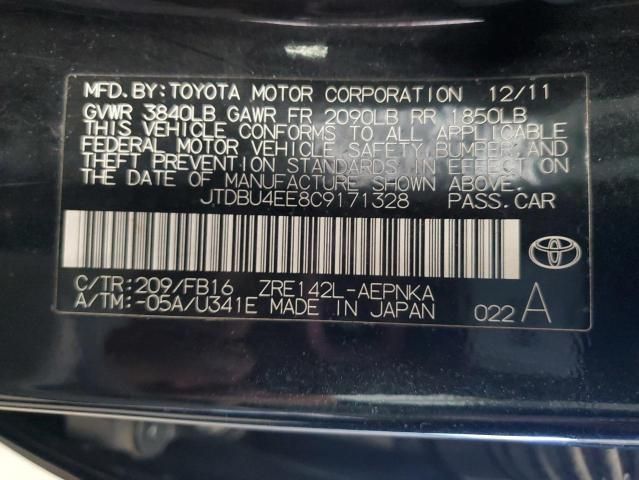 MFD. BY: TOYOTA MOTOR CORPORATION 12/11
GVWR 3840LB GAWR FR 2090LB RR 1850LB
THIS VEHICLE CONFORMS TO ALL APPLICABLE
FEDERAL MOTOR VEHICLE SAFETY, BUMPER, AND
THEFT PREVENTION STANDARDS IN EFFECT ON
THE DATE OF MANUFACTURE SHOWN ABOVE.
JTDBU4EE8C9171328 PASS.CAR
C/TR:209/FB16 ZRE142L-AEPNKA
A/TM:-05A/U341E MADE IN JAPAN 022 A